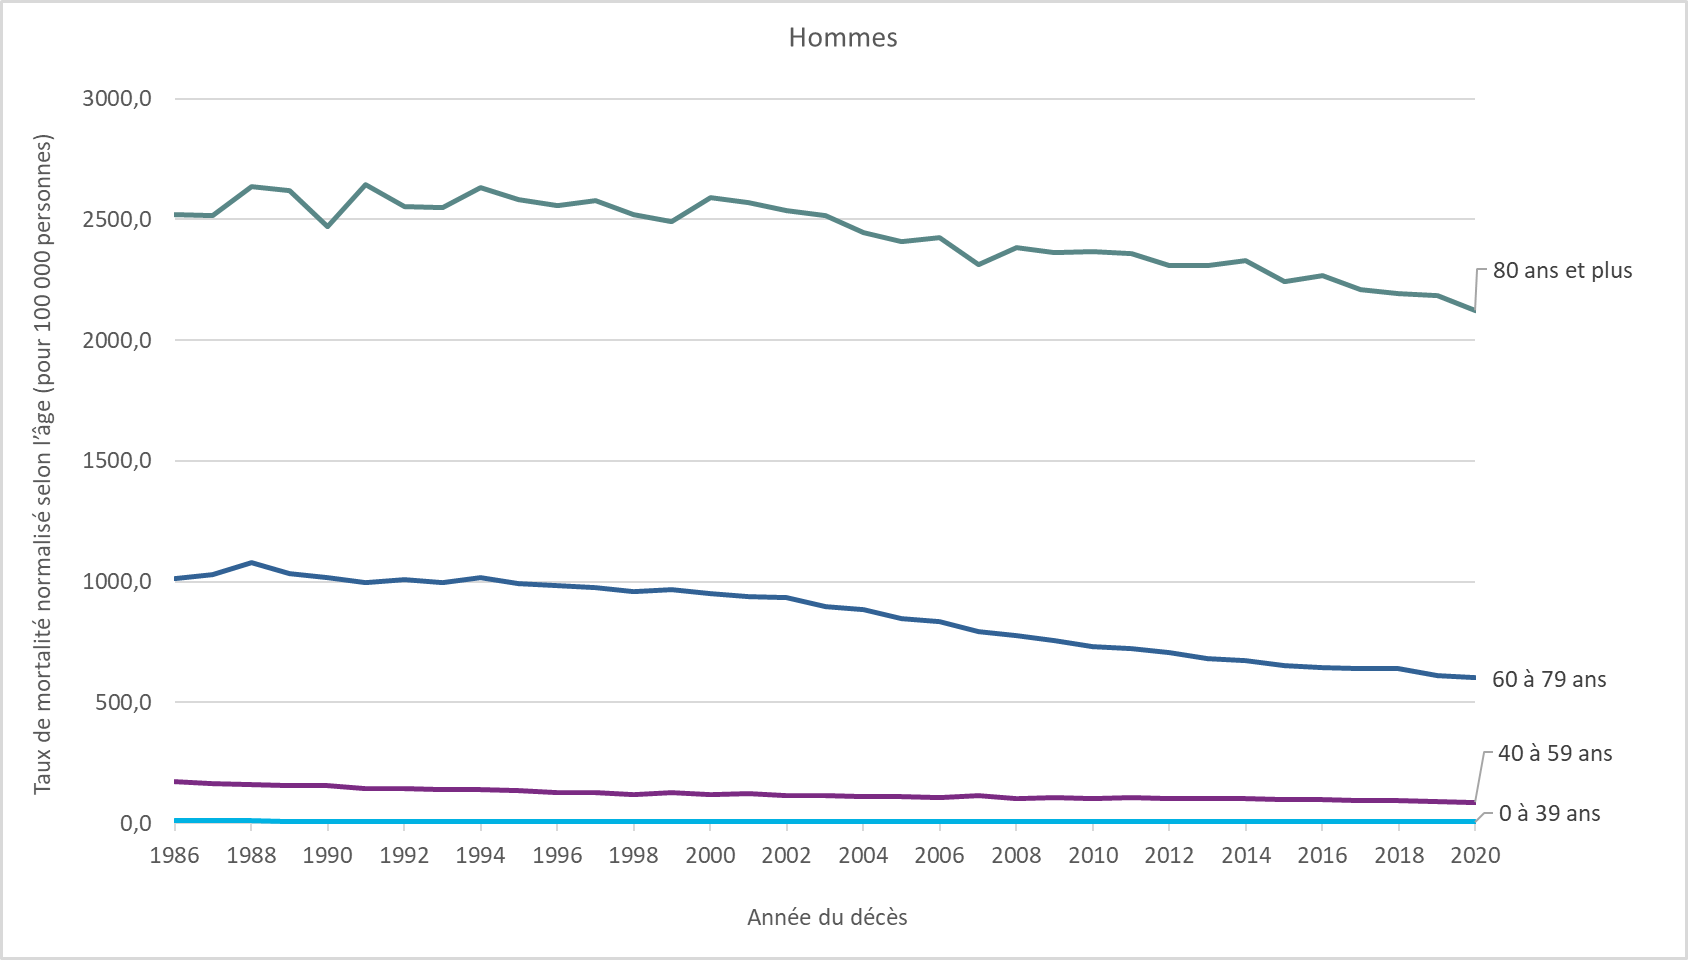 Hommes
Taux de mortalité normalisé selon l'âge (pour 100 000 personnes)
3000,0
2500,0
2000,0
1500,0
1000,0
500,0
0,0
80 ans et plus
60 à 79 ans
40 à 59 ans
0 à 39 ans
1986 1988 1990 1992 1994 1996 1998 2000 2002 2004 2006 2008 2010 2012 2014 2016 2018 2020
Année du décès